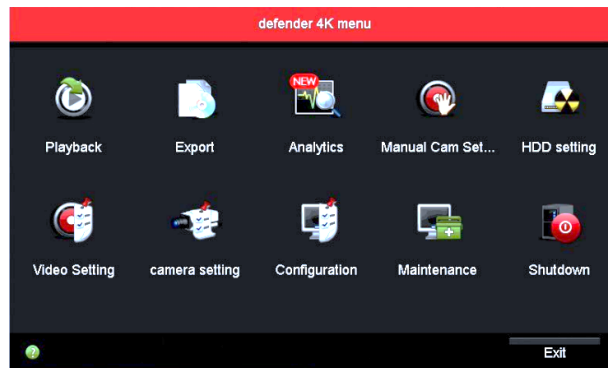 defender 4K menu
NEW
Playback Export Analytics Manual Cam Set... HDD setting
Video Setting camera setting Configuration Maintenance Shutdown
? Exit